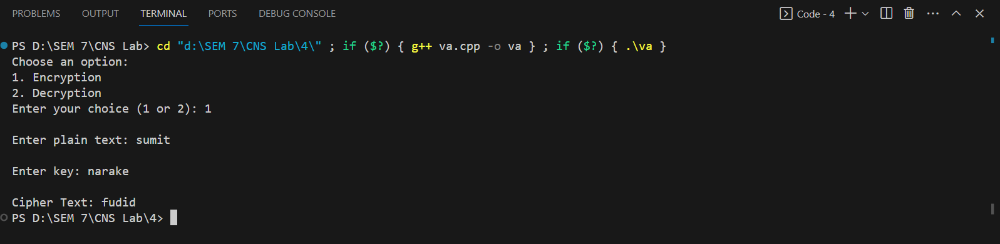 PROBLEMS OUTPUT TERMINAL PORTS DEBUG CONSOLE Code - 4
PS D:\SEM 7\CNS Lab> cd "d:\SEM 7\CNS Lab\4\" ; if ($?) { g++ va.cpp -o va } ; if ($?) { .\va }
Choose an option:
1. Encryption
2. Decryption
Enter your choice (1 or 2): 1
Enter plain text: sumit
Enter key: narake
Cipher Text: fudid
PS D:\SEM 7\CNS Lab\4>